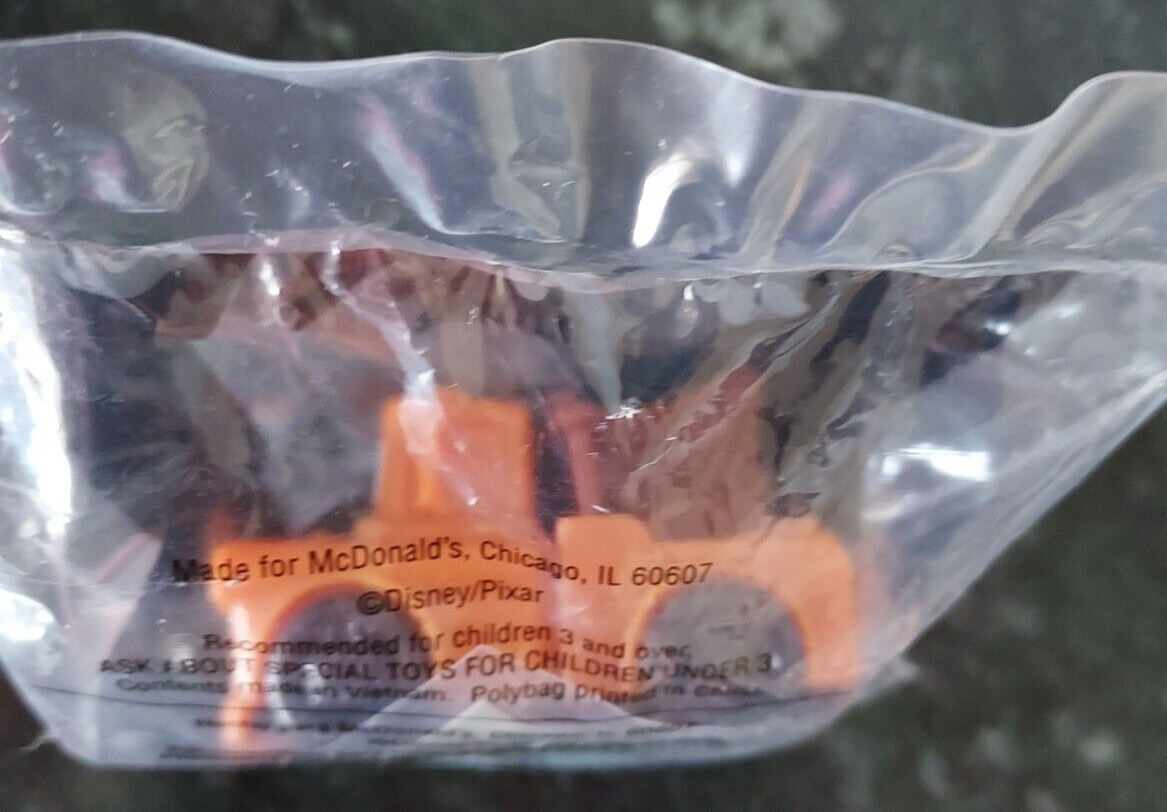 Made for McDonald's, Chicago, IL 60607
©Disney/Pixar
Recommended for children 3 and over.
ASK ABOUT SPECIAL TOYS FOR CHILDREN UNDER 3
Contents made in Vietnam. Polybag printed in China